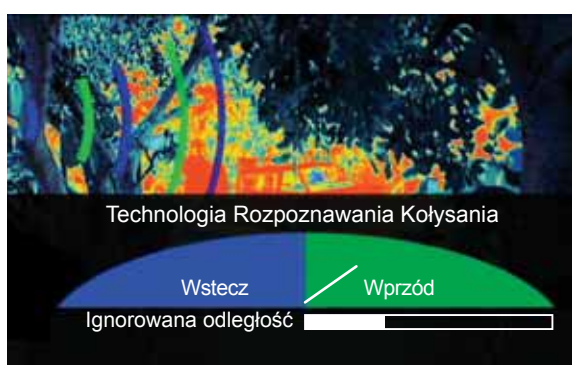 Technologia Rozpoznawania Kołysania
Wstecz Wprzód
Ignorowana odległość